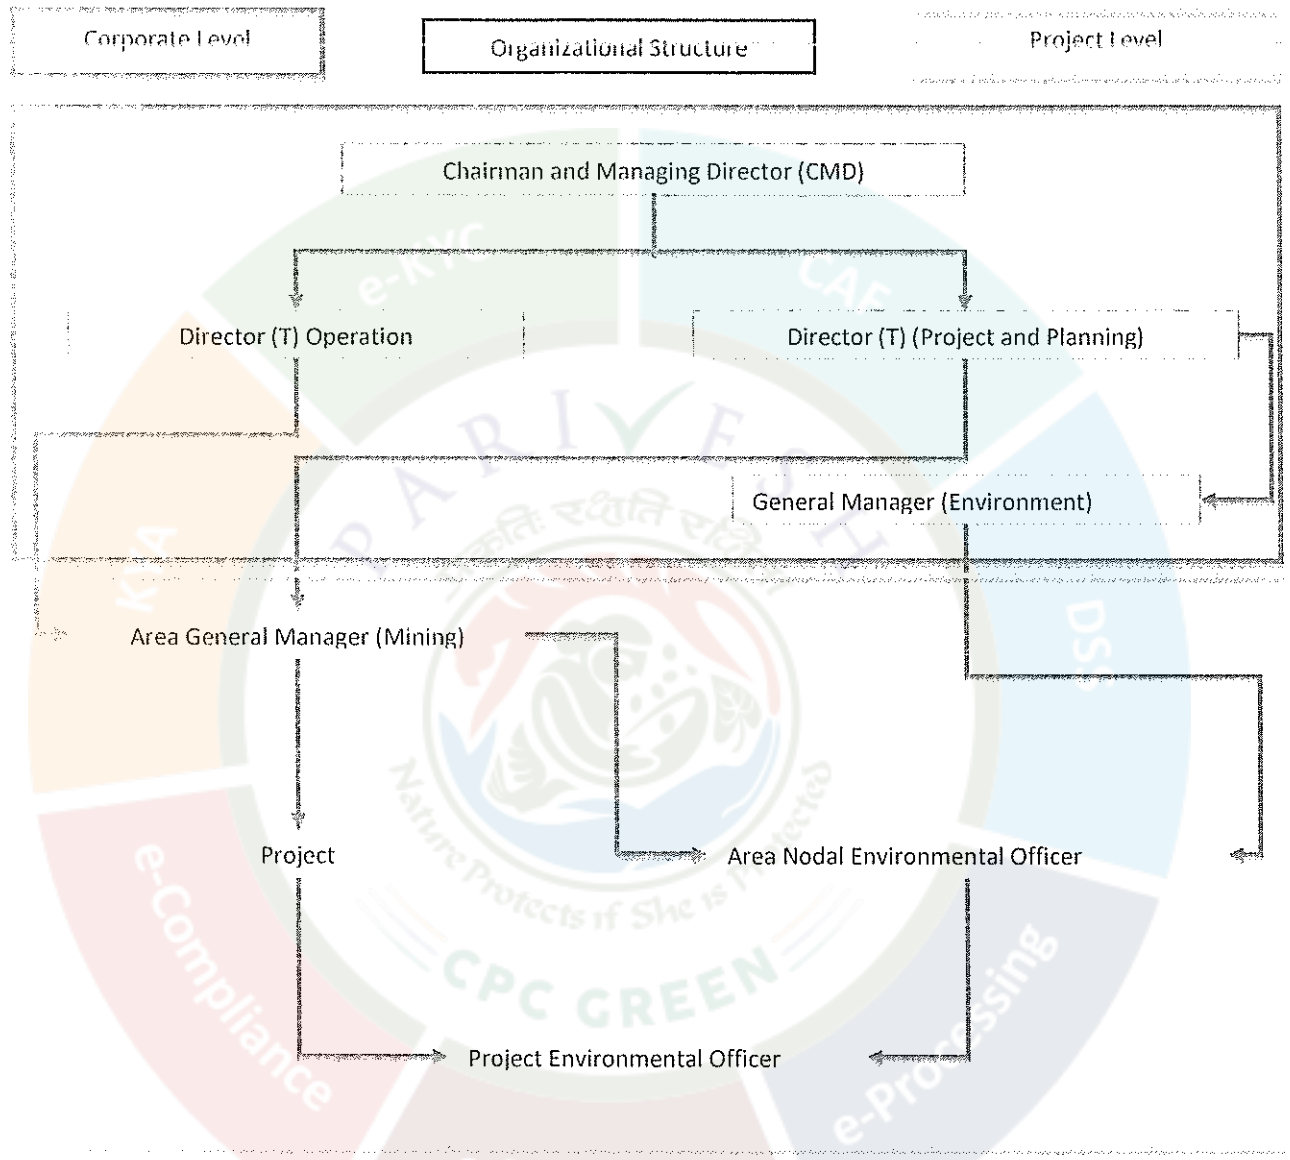 Corporate Level
Organizational Structure
Project Level
Chairman and Managing Director (CMD)
Director (T) Operation
Director (T) (Project and Planning)
General Manager (Environment)
Area General Manager (Mining)
Project
Area Nodal Environmental Officer
Project Environmental Officer
e-KYC
CAF
DSS
e-Processing
e-Compliance
PARIVESH
Nature Protects if She is Protected
CPC GREEN